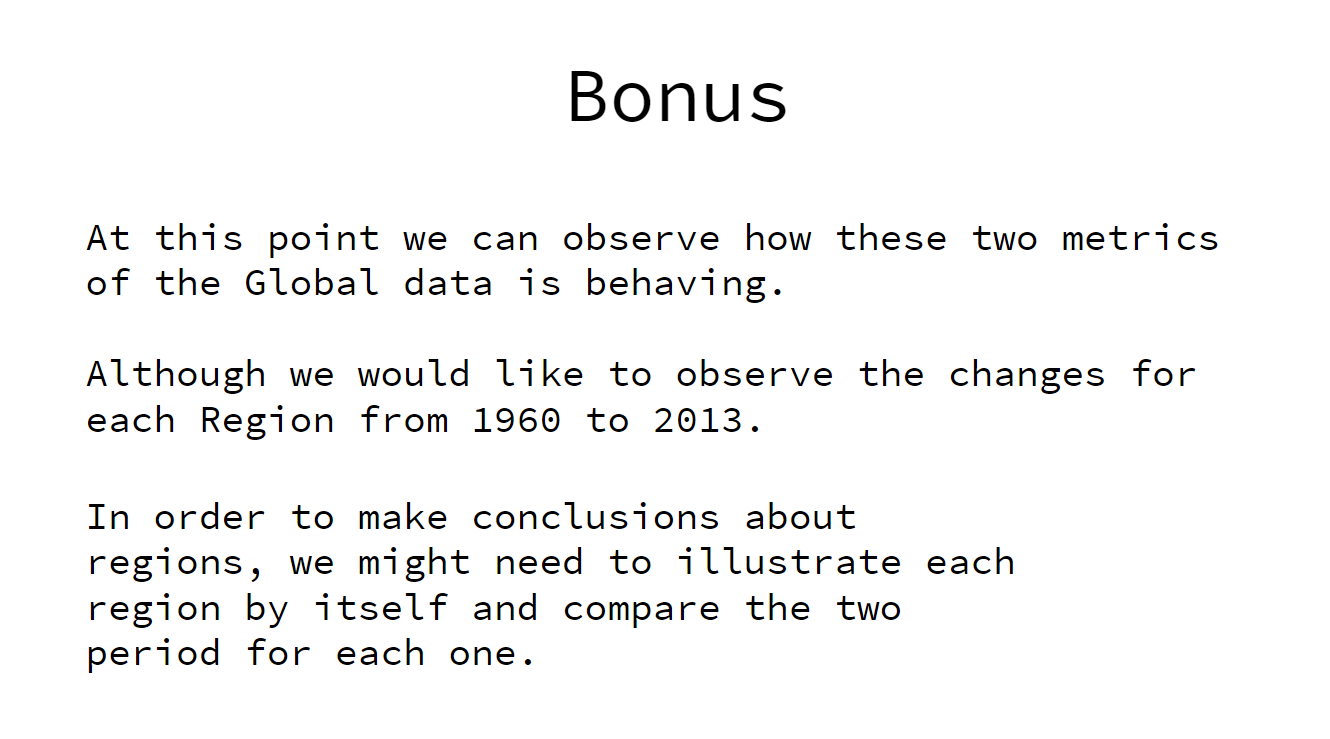 Bonus
At this point we can observe how these two metrics
of the Global data is behaving.
Although we would like to observe the changes for
each Region from 1960 to 2013.
In order to make conclusions about
regions, we might need to illustrate each
region by itself and compare the two
period for each one.